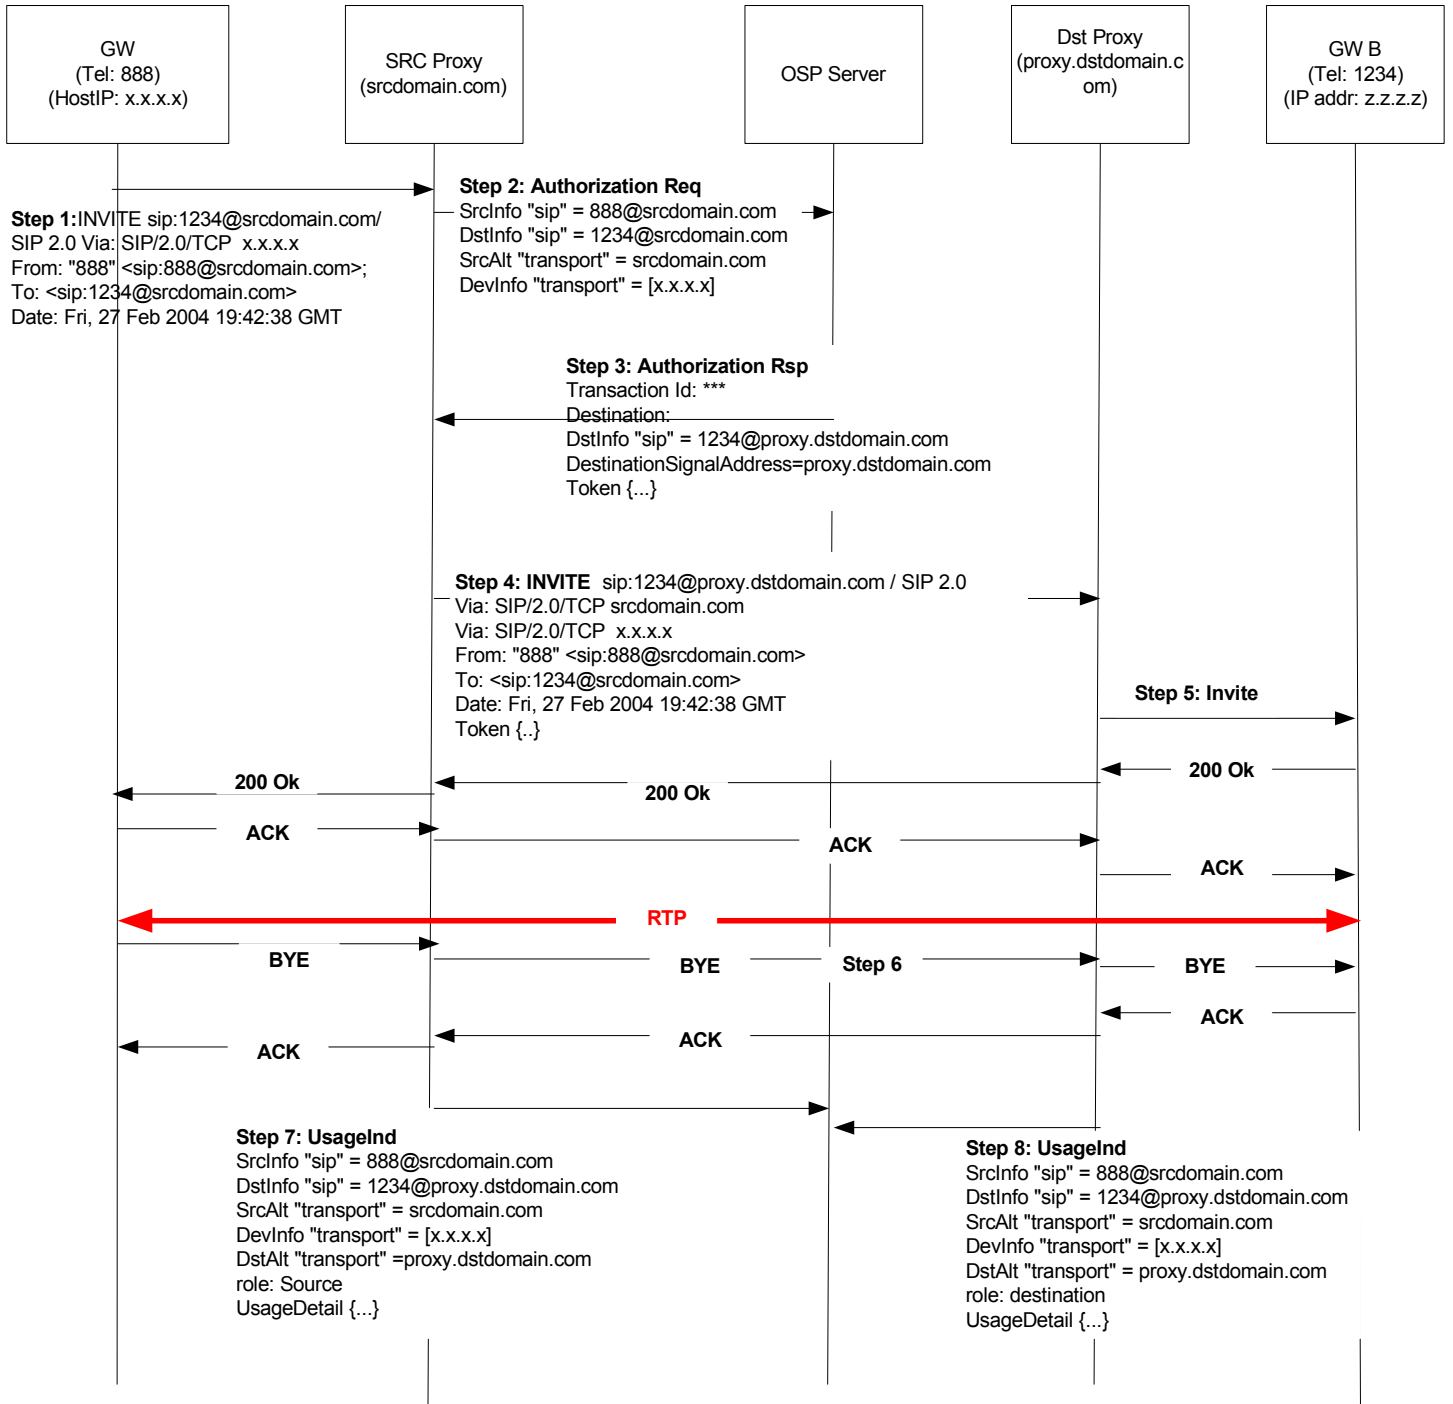 GW
(Tel: 888)
(HostIP: x.x.x.x)
SRC Proxy
(srcdomain.com)
OSP Server
Dst Proxy
(proxy.dstdomain.c
om)
GW B
(Tel: 1234)
(IP addr: z.z.z.z)
Step 1:INVITE sip:1234@srcdomain.com/
SIP 2.0 Via: SIP/2.0/TCP x.x.x.x
From: "888" <sip:888@srcdomain.com>;
To: <sip:1234@srcdomain.com>
Date: Fri, 27 Feb 2004 19:42:38 GMT
Step 2: Authorization Req
SrcInfo "sip" = 888@srcdomain.com
DstInfo "sip" = 1234@srcdomain.com
SrcAlt "transport" = srcdomain.com
DevInfo "transport" = [x.x.x.x]
Step 3: Authorization Rsp
Transaction Id: ***
Destination:
DstInfo "sip" = 1234@proxy.dstdomain.com
DestinationSignalAddress=proxy.dstdomain.com
Token {...}
Step 4: INVITE sip:1234@proxy.dstdomain.com / SIP 2.0
Via: SIP/2.0/TCP srcdomain.com
Via: SIP/2.0/TCP x.x.x.x
From: "888" <sip:888@srcdomain.com>
To: <sip:1234@srcdomain.com>
Date: Fri, 27 Feb 2004 19:42:38 GMT
Token {..}
Step 5: Invite
200 Ok
200 Ok
200 Ok
ACK
ACK
ACK
RTP
BYE
BYE
Step 6
BYE
ACK
ACK
ACK
Step 7: UsageInd
SrcInfo "sip" = 888@srcdomain.com
DstInfo "sip" = 1234@proxy.dstdomain.com
SrcAlt "transport" = srcdomain.com
DevInfo "transport" = [x.x.x.x]
DstAlt "transport" =proxy.dstdomain.com
role: Source
UsageDetail {...}
Step 8: UsageInd
SrcInfo "sip" = 888@srcdomain.com
DstInfo "sip" = 1234@proxy.dstdomain.com
SrcAlt "transport" = srcdomain.com
DevInfo "transport" = [x.x.x.x]
DstAlt "transport" = proxy.dstdomain.com
role: destination
UsageDetail {...}